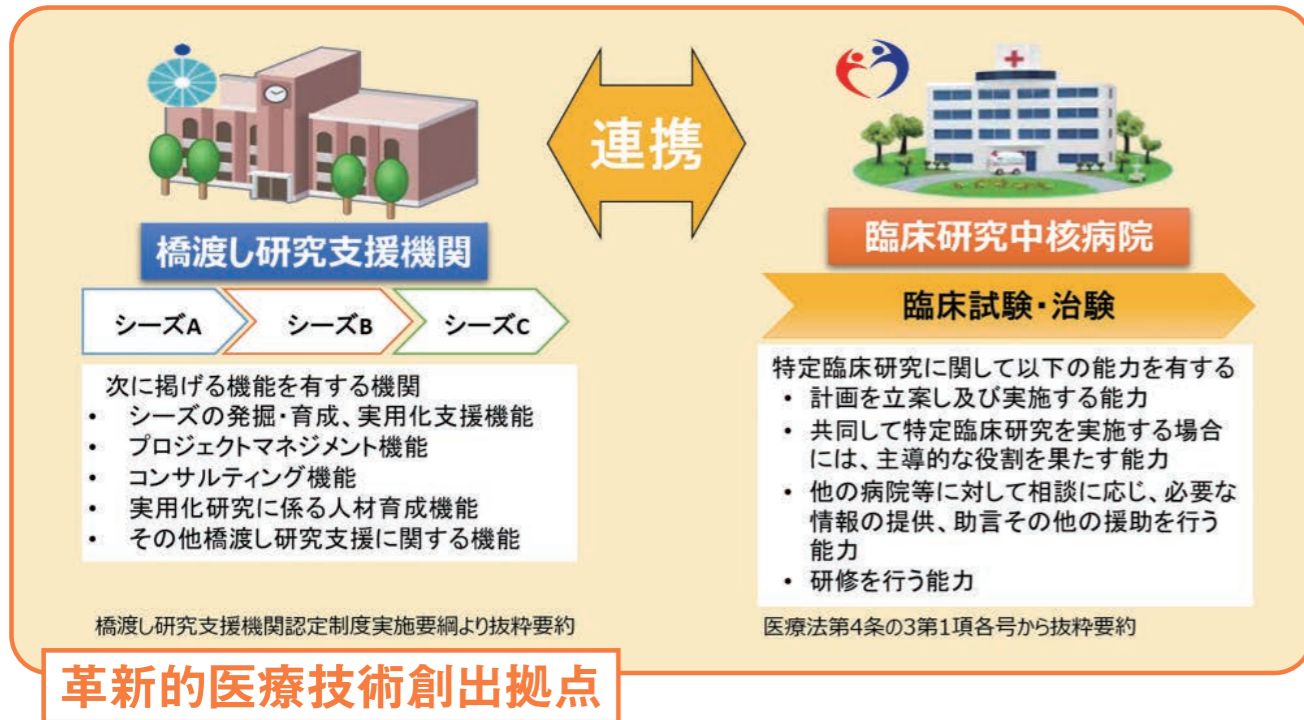 連携
橋渡し研究支援機関
シーズA
シーズB
シーズC
次に掲げる機能を有する機関
• シーズの発掘・育成、実用化支援機能
• プロジェクトマネジメント機能
• コンサルティング機能
• 実用化研究に係る人材育成機能
• その他橋渡し研究支援に関する機能
橋渡し研究支援機関認定制度実施要綱より抜粋要約
臨床研究中核病院
臨床試験・治験
特定臨床研究に関して以下の能力を有する
• 計画を立案し及び実施する能力
• 共同して特定臨床研究を実施する場合
には、主導的な役割を果たす能力
• 他の病院等に対して相談に応じ、必要な
情報の提供、助言その他の援助を行う
能力
• 研修を行う能力
医療法第4条の3第1項各号から抜粋要約
革新的医療技術創出拠点